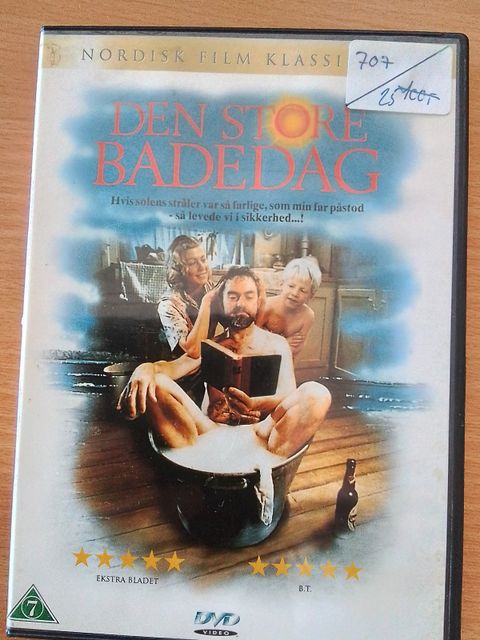 NORDISK FILM KLASSI
707
25
DEN STORE
BADEDAG
Hvis solens stråler var så farlige, som min far påstod
- så levede vi i sikkerhed...!
EKSTRA BLADET
B.T.
7
DVD
VIDEO